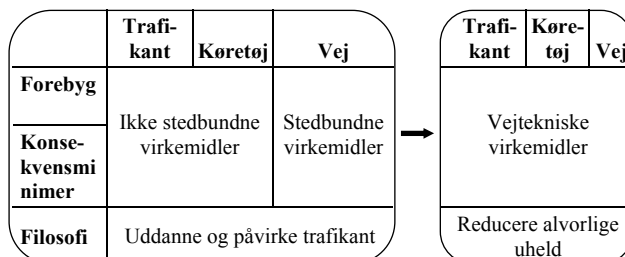 Trafi-
kant
Køretøj
Vej
Forebyg
Ikke stedbundne
virkemidler
Stedbundne
virkemidler
Konse-
kvensmi
nimer
Filosofi
Uddanne og påvirke trafikant
Trafi-
kant
Køre-
tøj
Vej
Vejtekniske
virkemidler
Reducere alvorlige
uheld